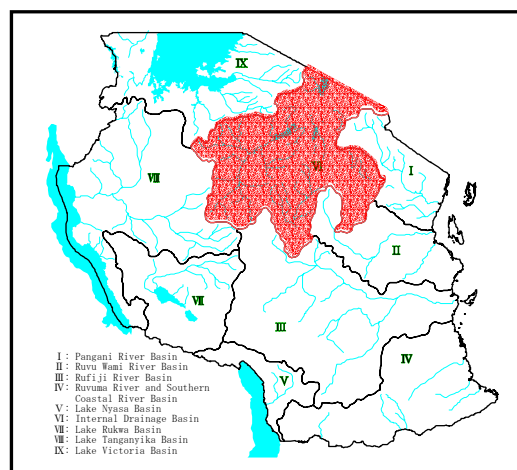 Ⅸ
Ⅵ
Ⅰ
Ⅷ
Ⅱ
Ⅶ
Ⅲ
Ⅳ
Ⅴ
Ⅰ: Pangani River Basin
Ⅱ: Ruvu Wami River Basin
Ⅲ: Rufiji River Basin
Ⅳ: Ruvuma River and Southern
Coastal River Basin
Ⅴ: Lake Nyasa Basin
Ⅵ: Internal Drainage Basin
Ⅶ: Lake Rukwa Basin
Ⅷ: Lake Tanganyika Basin
Ⅸ: Lake Victoria Basin